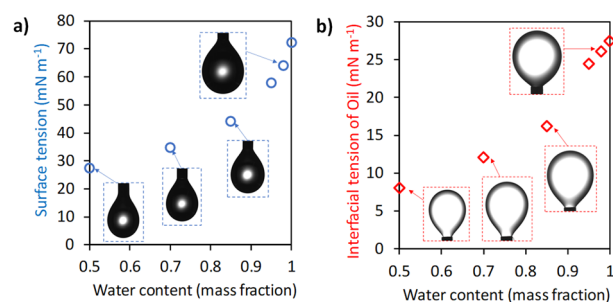 a)
Surface tension (mN m⁻¹)
80
70
60
50
40
30
20
10
0
0.5 0.6 0.7 0.8 0.9 1
Water content (mass fraction)
b)
Interfacial tension of Oil (mN m⁻¹)
30
25
20
15
10
5
0
0.5 0.6 0.7 0.8 0.9 1
Water content (mass fraction)